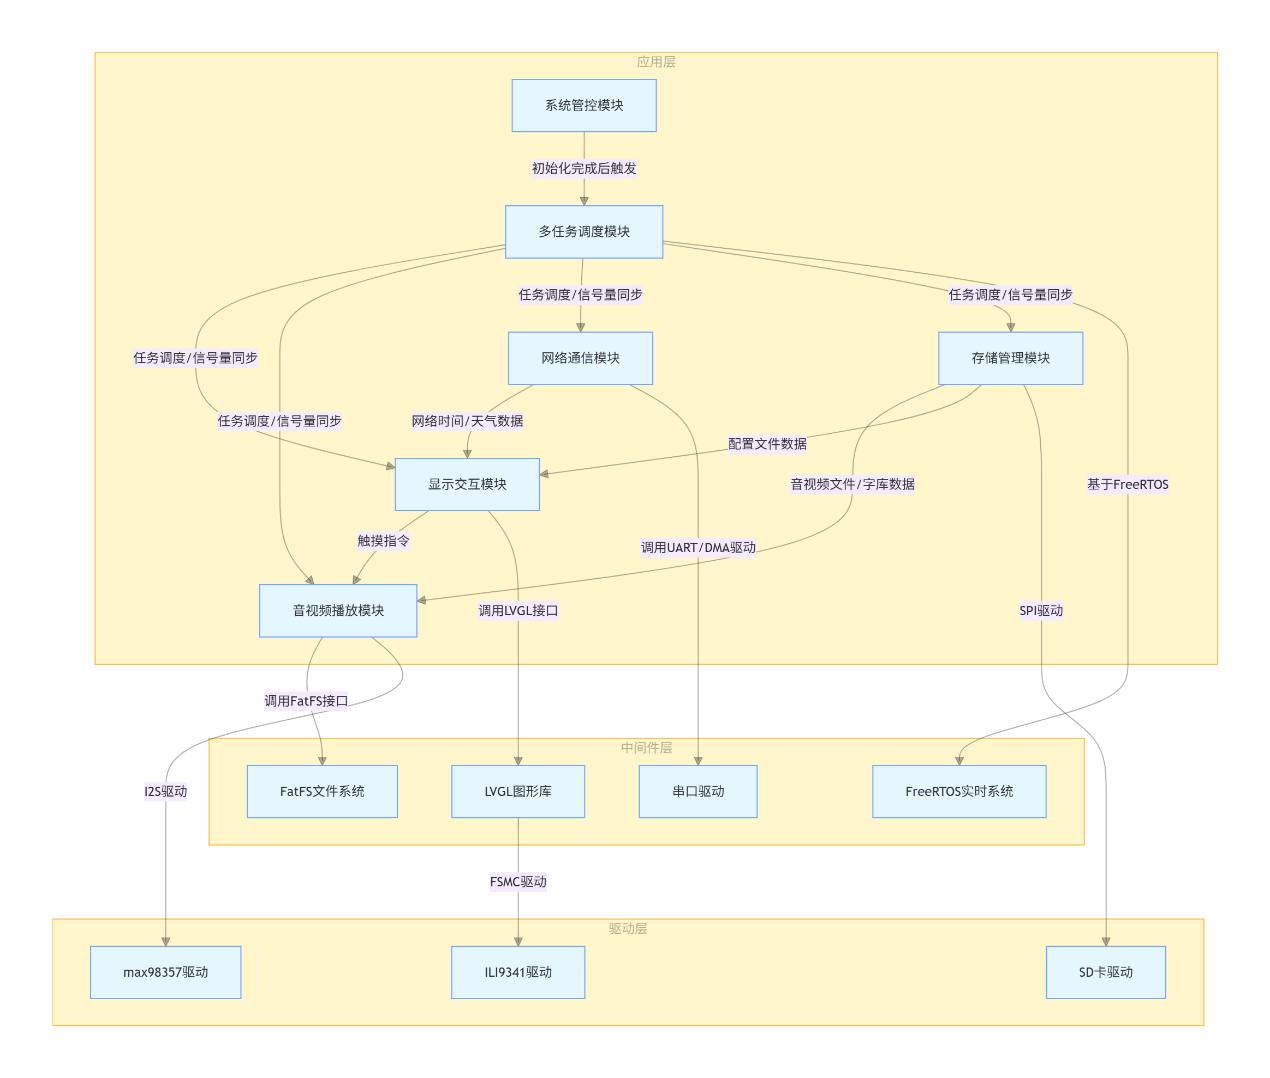 应用层
系统管控模块
初始化完成后触发
多任务调度模块
任务调度/信号量同步
任务调度/信号量同步
任务调度/信号量同步
网络通信模块
存储管理模块
任务调度/信号量同步
网络时间/天气数据
配置文件数据
显示交互模块
音视频文件/字库数据
基于FreeRTOS
触摸指令
调用UART/DMA驱动
音视频播放模块
调用LVGL接口
SPI驱动
调用FatFS接口
中间件层
I2S驱动
FatFS文件系统
LVGL图形库
串口驱动
FreeRTOS实时系统
FSMC驱动
驱动层
max98357驱动
ILI9341驱动
SD卡驱动